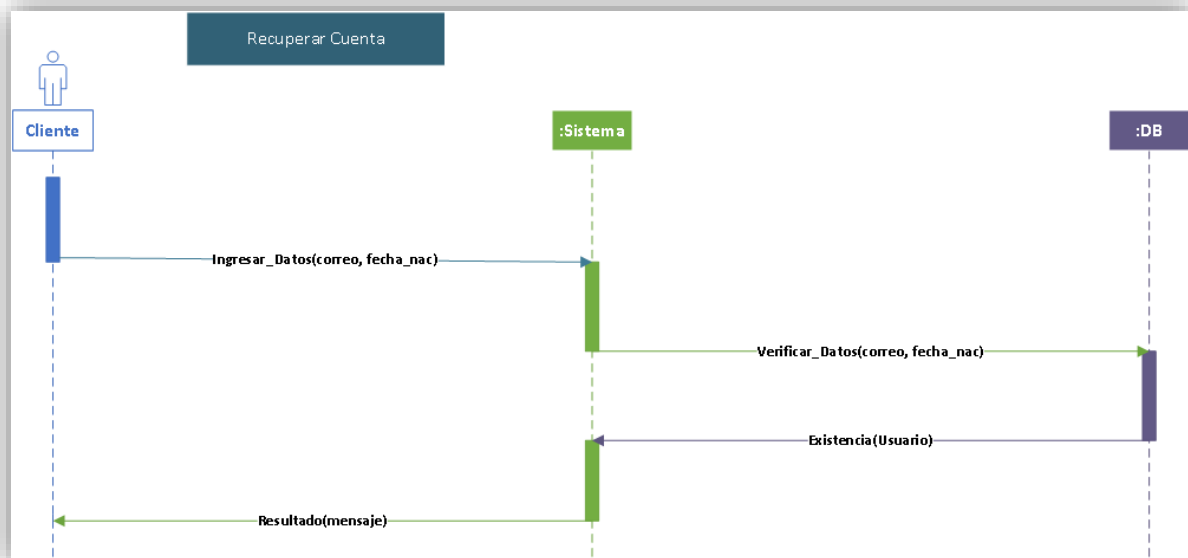 Recuperar Cuenta
Cliente
:Sistema
:DB
Ingresar_Datos(correo, fecha_nac)
Verificar_Datos(correo, fecha_nac)
Existencia(Usuario)
Resultado(mensaje)